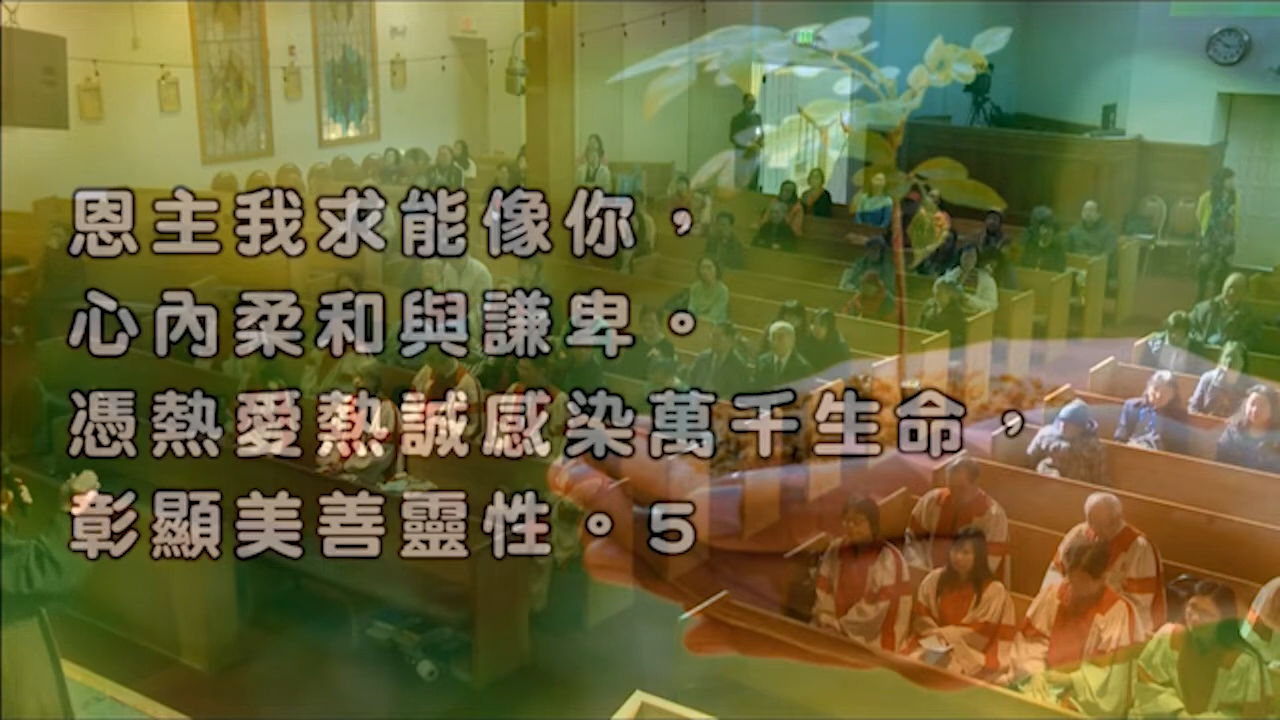 恩主我求能像你，
心內柔和與謙卑。
憑熱愛熱誠感染萬千生命，
彰顯美善靈性。5